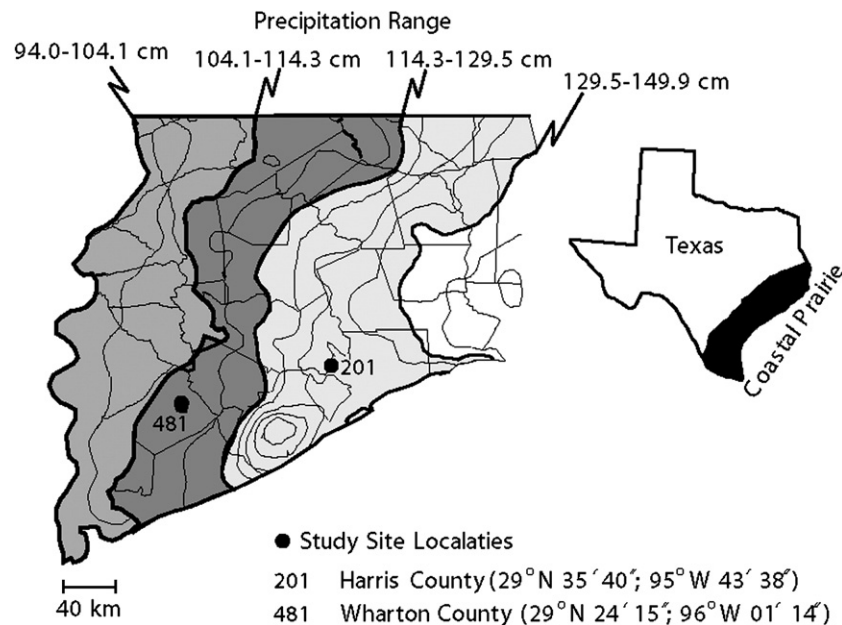 Precipitation Range
94.0-104.1 cm
104.1-114.3 cm
114.3-129.5 cm
129.5-149.9 cm
Texas
Coastal Prairie
201
481
● Study Site Localaties
201 Harris County (29°N 35´40˝; 95°W 43´38˝)
481 Wharton County (29°N 24´15˝; 96°W 01´14˝)
40 km